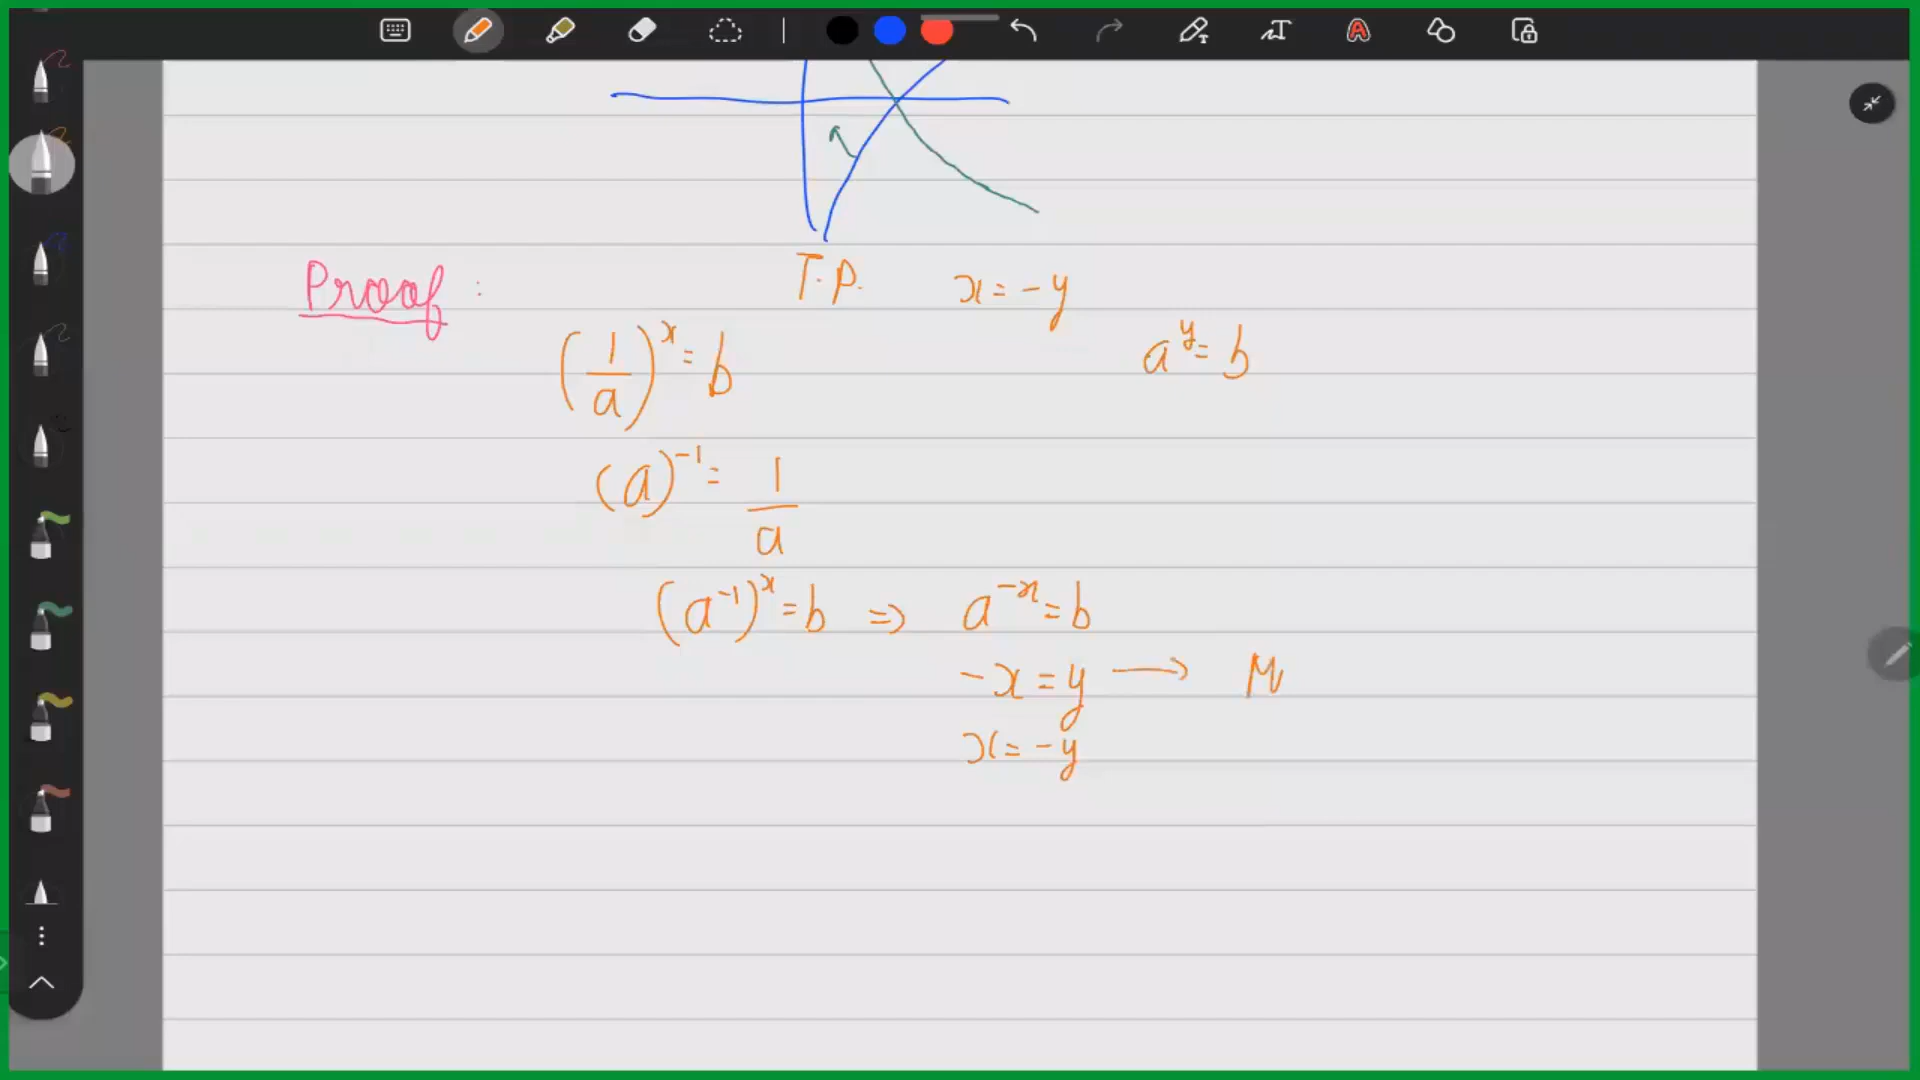 Proof : T.P. x = -y
(1/a)^x = b a^y = b
(a)^-1 = 1/a
(a^-1)^x = b ⇒ a^-x = b
-x = y → M
x = -y